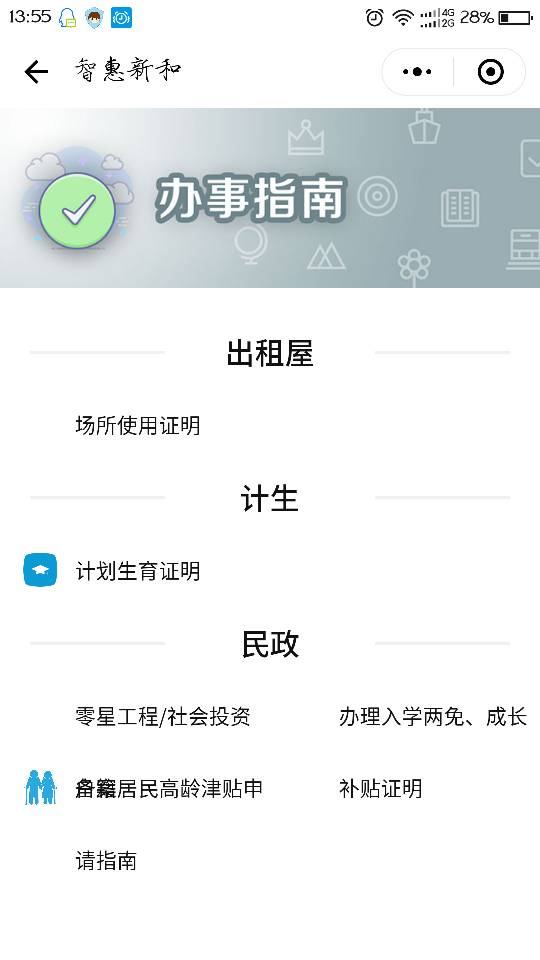 13:55
4G
2G
28%
智惠新和
办事指南
出租屋
场所使用证明
计生
计划生育证明
民政
零星工程/社会投资
办理入学两免、成长
居民高龄津贴申
补贴证明
请指南